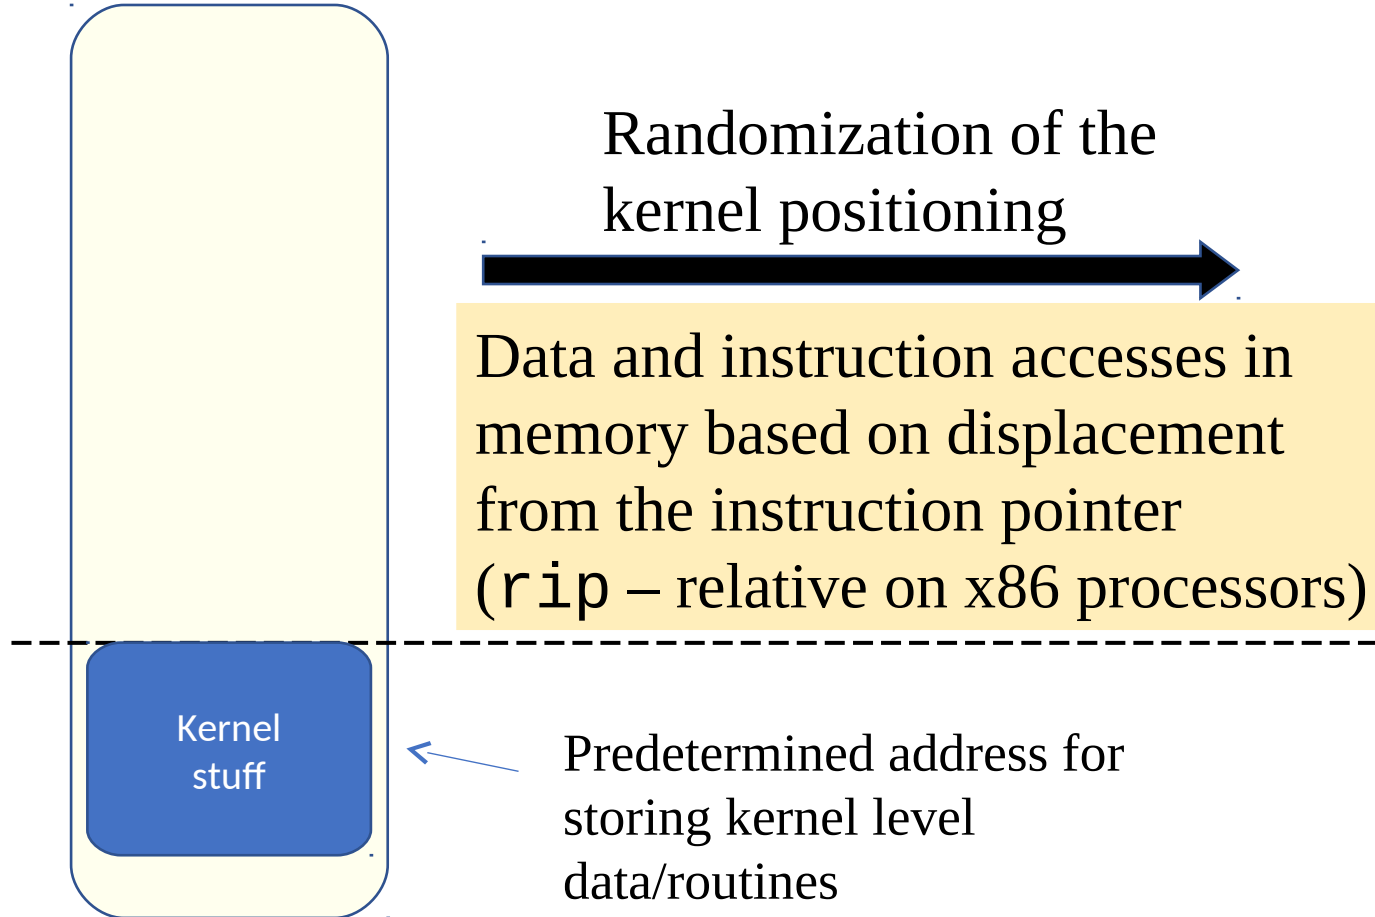 Randomization of the
kernel positioning
Data and instruction accesses in
memory based on displacement
from the instruction pointer
(rip – relative on x86 processors)
Kernel
stuff
Predetermined address for
storing kernel level
data/routines